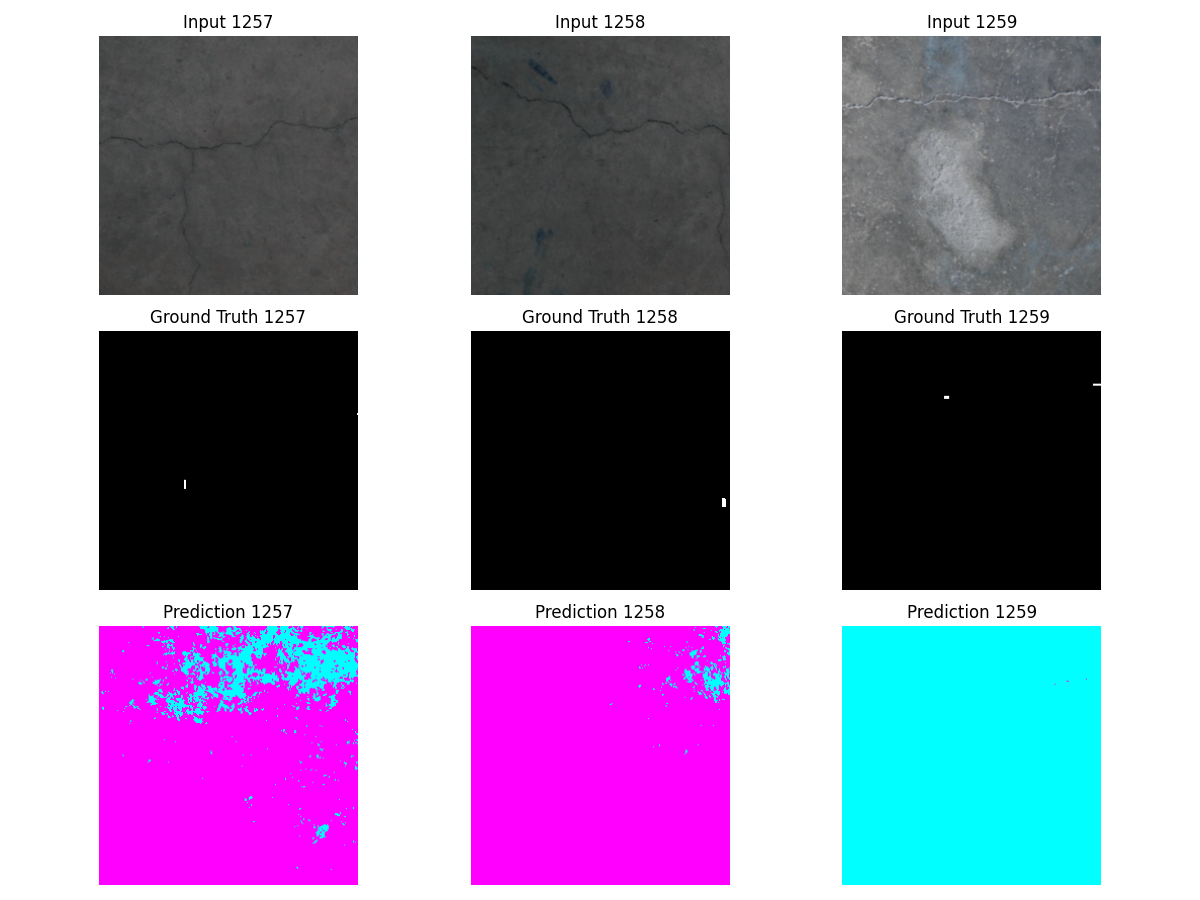 Input 1257
Input 1258
Input 1259
Ground Truth 1257
Ground Truth 1258
Ground Truth 1259
Prediction 1257
Prediction 1258
Prediction 1259